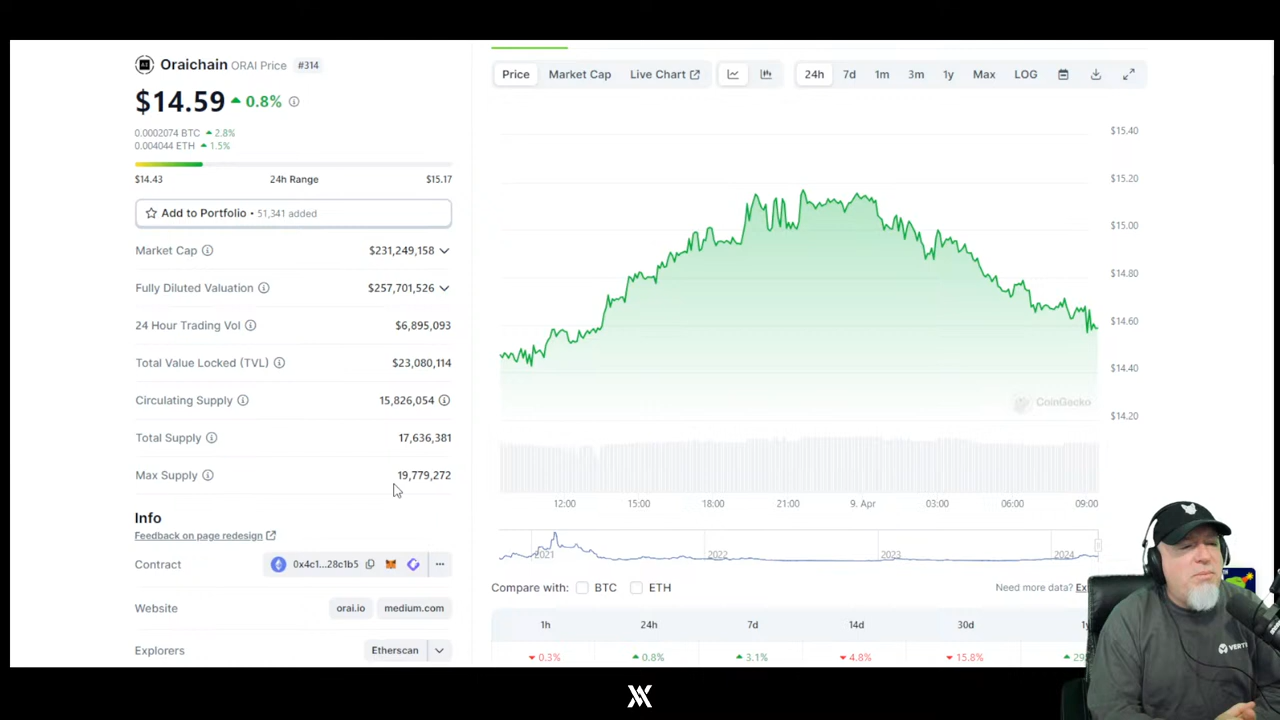 Oraichain ORAI Price #314
$14.59 0.8%
0.0002074 BTC 2.8%
0.004044 ETH 1.5%
$14.43 24h Range $15.17
Add to Portfolio • 51,341 added
Market Cap $231,249,158
Fully Diluted Valuation $257,701,526
24 Hour Trading Vol $6,895,093
Total Value Locked (TVL) $23,080,114
Circulating Supply 15,826,054
Total Supply 17,636,381
Max Supply 19,779,272
Info
Feedback on page redesign
Contract 0x4c1...28c1b5
Website orai.io medium.com
Explorers Etherscan
Price Market Cap Live Chart 24h 7d 1m 3m 1y Max LOG
$15.40
$15.20
$15.00
$14.80
$14.60
$14.40
$14.20
CoinGecko
12:00 15:00 18:00 21:00 9. Apr 03:00 06:00 09:00
2021 2022 2023 2024
Compare with: BTC ETH Need more data?
1h 24h 7d 14d 30d
0.3% 0.8% 3.1% 4.8% 15.8%